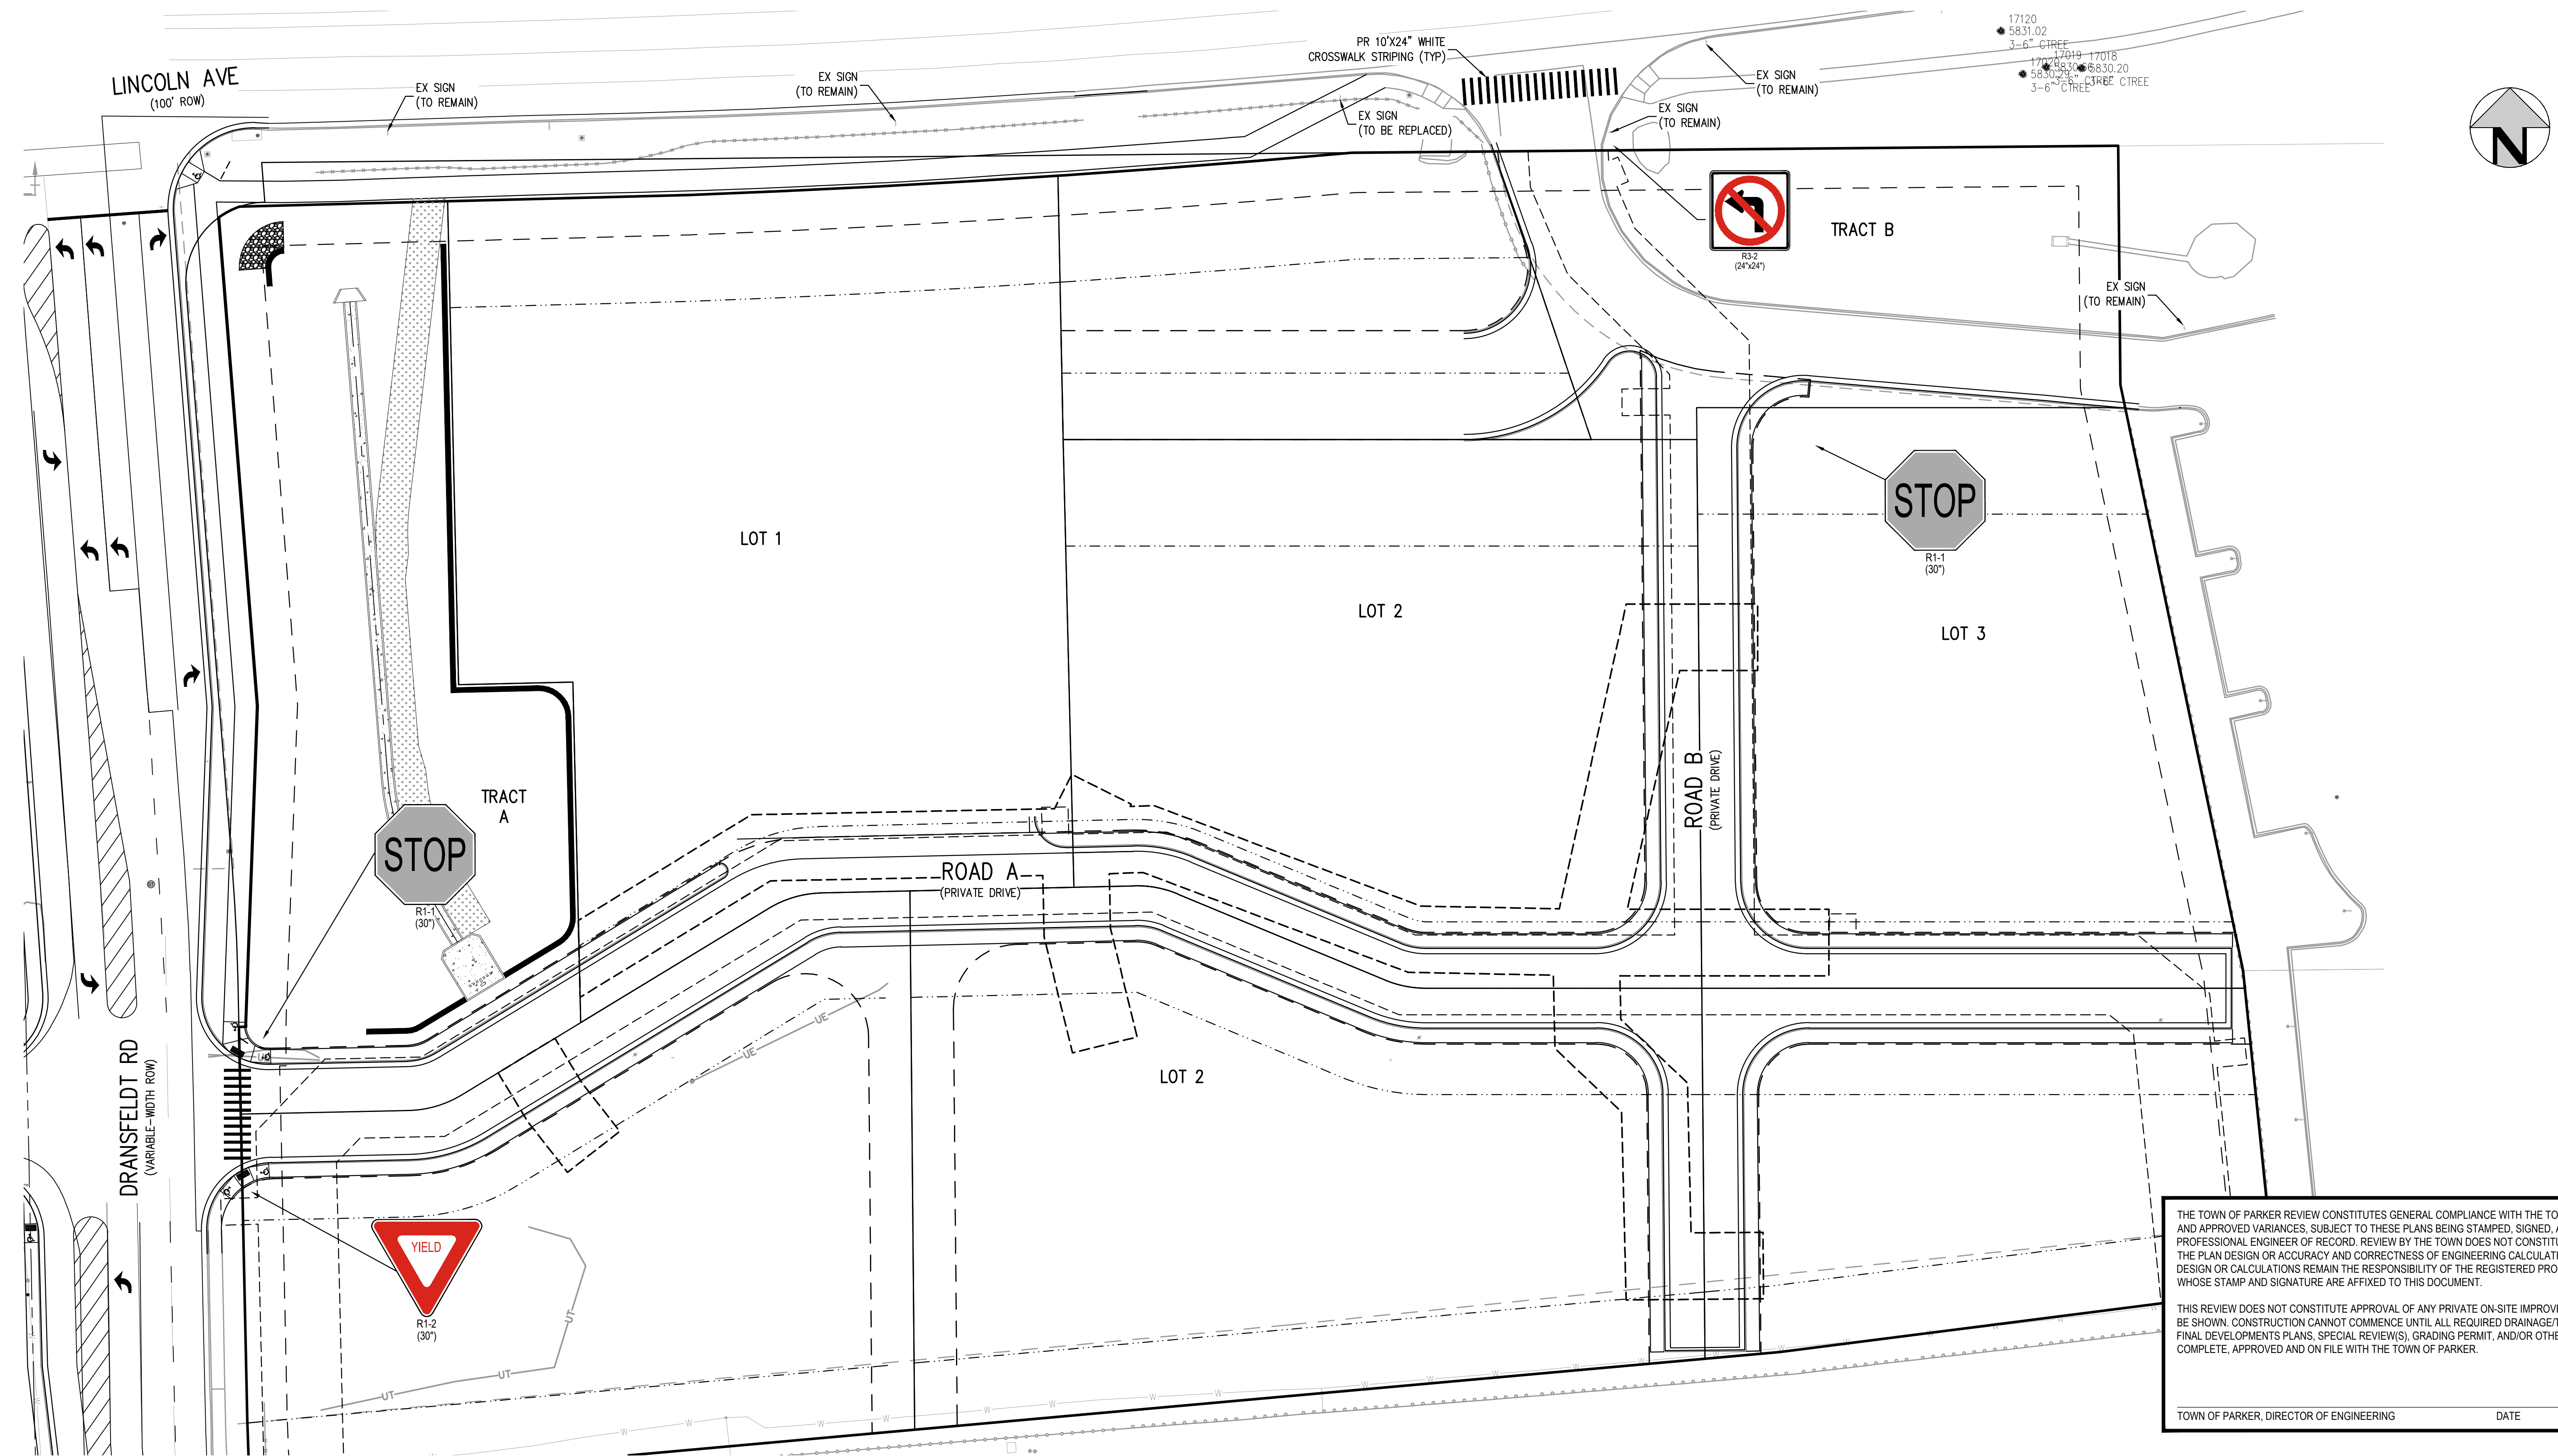 LINCOLN AVE
(100' ROW)
EX SIGN
(TO REMAIN)
EX SIGN
(TO REMAIN)
PR 10'X24" WHITE
CROSSWALK STRIPING (TYP)
EX SIGN
(TO BE REPLACED)
EX SIGN
(TO REMAIN)
EX SIGN
(TO REMAIN)
17120
5831.02
3-6" CTREE
17019
17018
5830.20
CTREE
3-6"
N
R3-2
(24"x24")
TRACT B
EX SIGN
(TO REMAIN)
STOP
R1-1
(30")
LOT 1
LOT 2
LOT 3
TRACT
A
STOP
R1-1
(30")
ROAD A
(PRIVATE DRIVE)
ROAD B
(PRIVATE DRIVE)
UE
UE
LOT 2
DRANSFELDT RD
(VARIABLE-WIDTH ROW)
YIELD
R1-2
(30")
UT
UT
UT
THE TOWN OF PARKER REVIEW CONSTITUTES GENERAL COMPLIANCE WITH THE TO
AND APPROVED VARIANCES, SUBJECT TO THESE PLANS BEING STAMPED, SIGNED, A
PROFESSIONAL ENGINEER OF RECORD. REVIEW BY THE TOWN DOES NOT CONSTITU
THE PLAN DESIGN OR ACCURACY AND CORRECTNESS OF ENGINEERING CALCULATI
DESIGN OR CALCULATIONS REMAIN THE RESPONSIBILITY OF THE REGISTERED PRO
WHOSE STAMP AND SIGNATURE ARE AFFIXED TO THIS DOCUMENT.
THIS REVIEW DOES NOT CONSTITUTE APPROVAL OF ANY PRIVATE ON-SITE IMPROVE
BE SHOWN. CONSTRUCTION CANNOT COMMENCE UNTIL ALL REQUIRED DRAINAGE/T
FINAL DEVELOPMENTS PLANS, SPECIAL REVIEW(S), GRADING PERMIT, AND/OR OTHE
COMPLETE, APPROVED AND ON FILE WITH THE TOWN OF PARKER.
TOWN OF PARKER, DIRECTOR OF ENGINEERING DATE